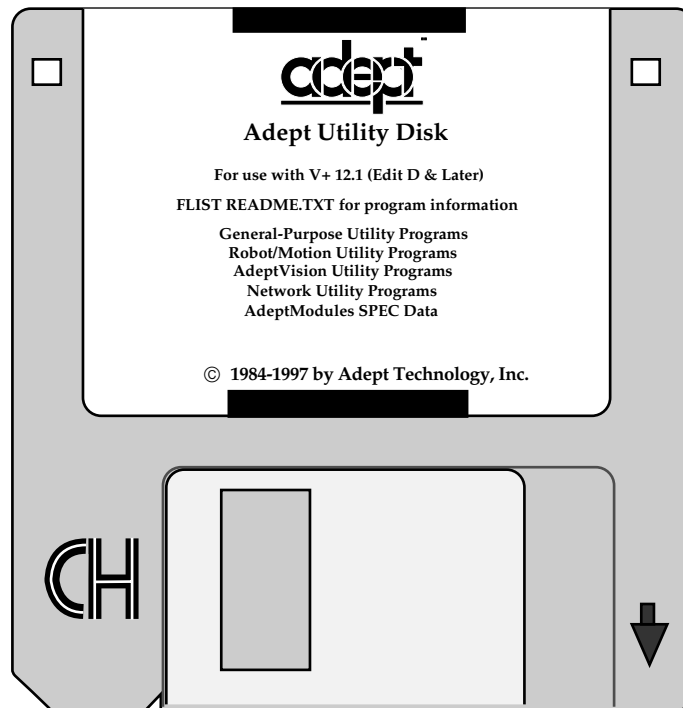 adept™
Adept Utility Disk
For use with V+ 12.1 (Edit D & Later)
FLIST README.TXT for program information
General-Purpose Utility Programs
Robot/Motion Utility Programs
AdeptVision Utility Programs
Network Utility Programs
AdeptModules SPEC Data
© 1984-1997 by Adept Technology, Inc.
CH